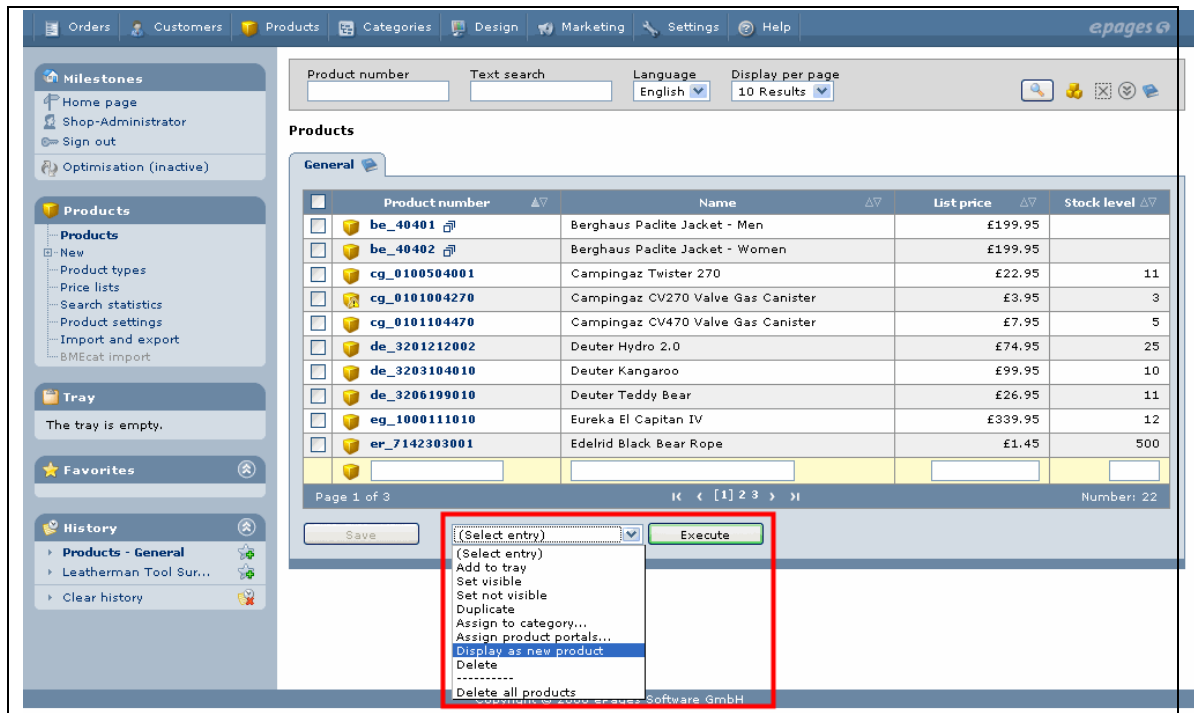 Orders Customers Products Categories Design Marketing Settings Help epages
Milestones
Home page
Shop-Administrator
Sign out
Optimisation (inactive)
Products
Products
New
Product types
Price lists
Search statistics
Product settings
Import and export
BMEcat import
Tray
The tray is empty.
Favorites
History
Products - General
Leatherman Tool Sur...
Clear history
Product number Text search Language Display per page
English 10 Results
Products
General
Product number Name List price Stock level
be_40401 Berghaus Paclite Jacket - Men £199.95
be_40402 Berghaus Paclite Jacket - Women £199.95
cg_0100504001 Campingaz Twister 270 £22.95 11
cg_0101004270 Campingaz CV270 Valve Gas Canister £3.95 3
cg_0101104470 Campingaz CV470 Valve Gas Canister £7.95 5
de_3201212002 Deuter Hydro 2.0 £74.95 25
de_3203104010 Deuter Kangaroo £99.95 10
de_3206199010 Deuter Teddy Bear £26.95 11
eg_1000111010 Eureka El Capitan IV £339.95 12
er_7142303001 Edelrid Black Bear Rope £1.45 500
Page 1 of 3 [1] 2 3 Number: 22
Save (Select entry) Execute
(Select entry)
Add to tray
Set visible
Set not visible
Duplicate
Assign to category...
Assign product portals...
Display as new product
Delete
----------
Delete all products
Software GmbH